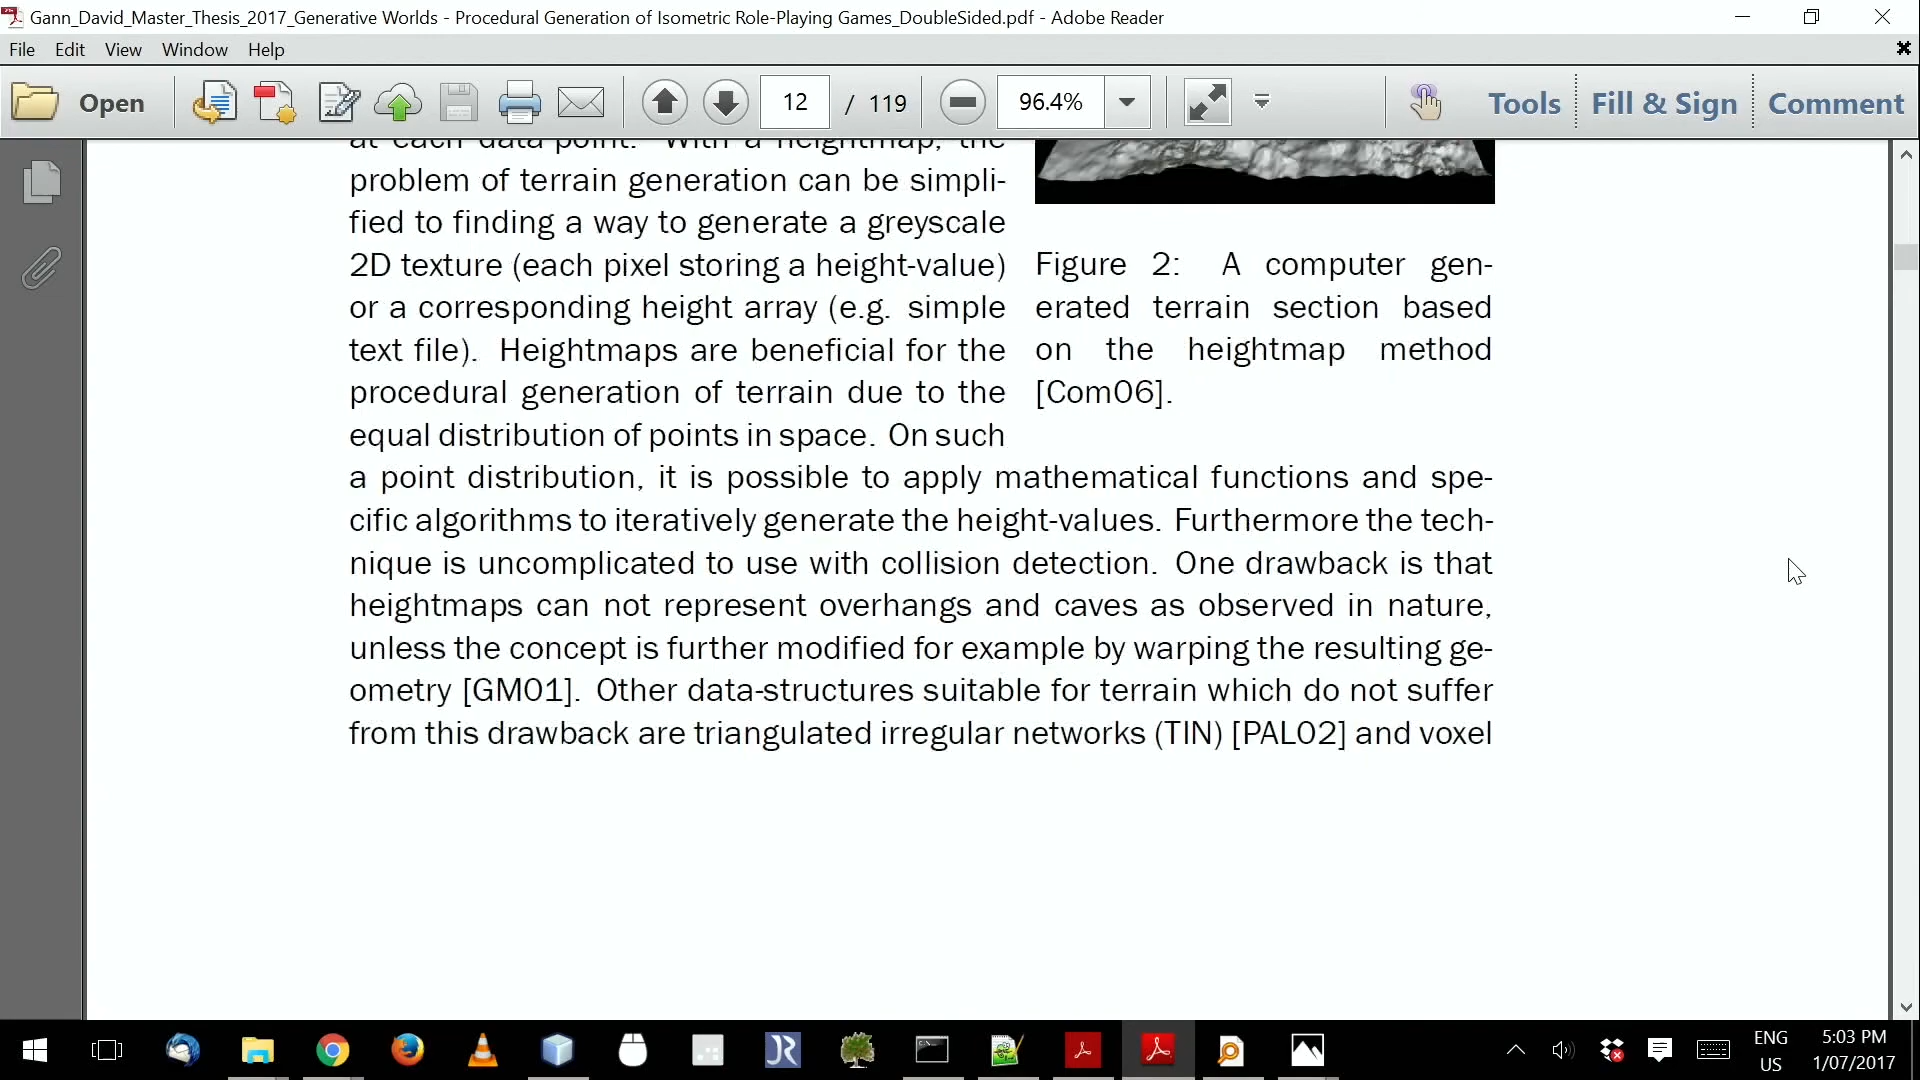 Gann_David_Master_Thesis_2017_Generative Worlds - Procedural Generation of Isometric Role-Playing Games_DoubleSided.pdf - Adobe Reader
File Edit View Window Help
Open 12 / 119 96.4% Tools Fill & Sign Comment
at each data point. With a heightmap, the
problem of terrain generation can be simpli-
fied to finding a way to generate a greyscale
2D texture (each pixel storing a height-value)
or a corresponding height array (e.g. simple
text file). Heightmaps are beneficial for the
procedural generation of terrain due to the
equal distribution of points in space. On such
Figure 2: A computer gen-
erated terrain section based
on the heightmap method
[Com06].
a point distribution, it is possible to apply mathematical functions and spe-
cific algorithms to iteratively generate the height-values. Furthermore the tech-
nique is uncomplicated to use with collision detection. One drawback is that
heightmaps can not represent overhangs and caves as observed in nature,
unless the concept is further modified for example by warping the resulting ge-
ometry [GM01]. Other data-structures suitable for terrain which do not suffer
from this drawback are triangulated irregular networks (TIN) [PAL02] and voxel
ENG 5:03 PM
US 1/07/2017